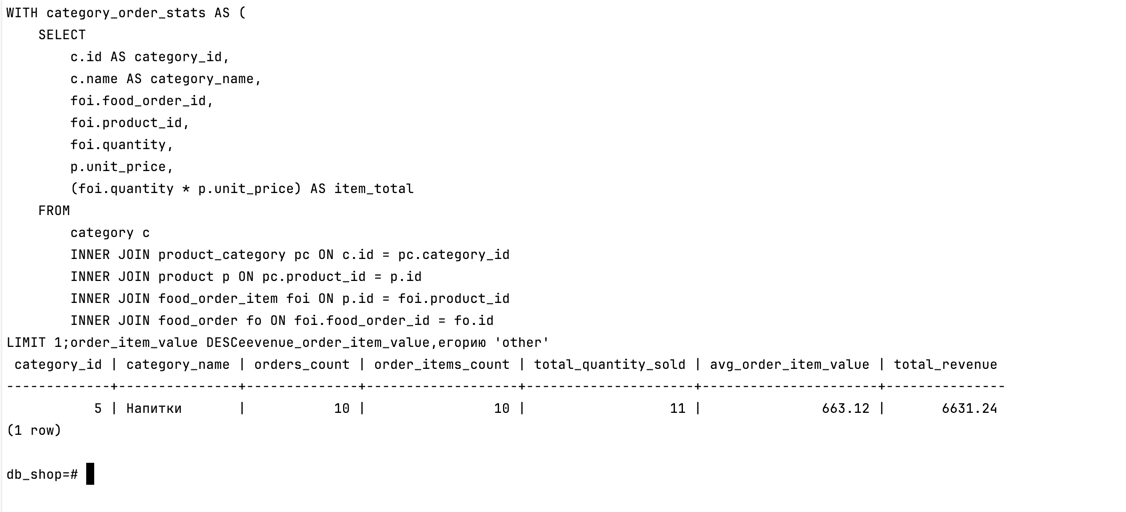 WITH category_order_stats AS (
    SELECT
        c.id AS category_id,
        c.name AS category_name,
        foi.food_order_id,
        foi.product_id,
        foi.quantity,
        p.unit_price,
        (foi.quantity * p.unit_price) AS item_total
    FROM
        category c
        INNER JOIN product_category pc ON c.id = pc.category_id
        INNER JOIN product p ON pc.product_id = p.id
        INNER JOIN food_order_item foi ON p.id = foi.product_id
        INNER JOIN food_order fo ON foi.food_order_id = fo.id
LIMIT 1;order_item_value DESCeevenue_order_item_value,егорию 'other'
 category_id | category_name | orders_count | order_items_count | total_quantity_sold | avg_order_item_value | total_revenue
-------------+---------------+--------------+-------------------+---------------------+----------------------+---------------
           5 | Напитки       |           10 |                10 |                  11 |               663.12 |       6631.24
(1 row)
db_shop=#